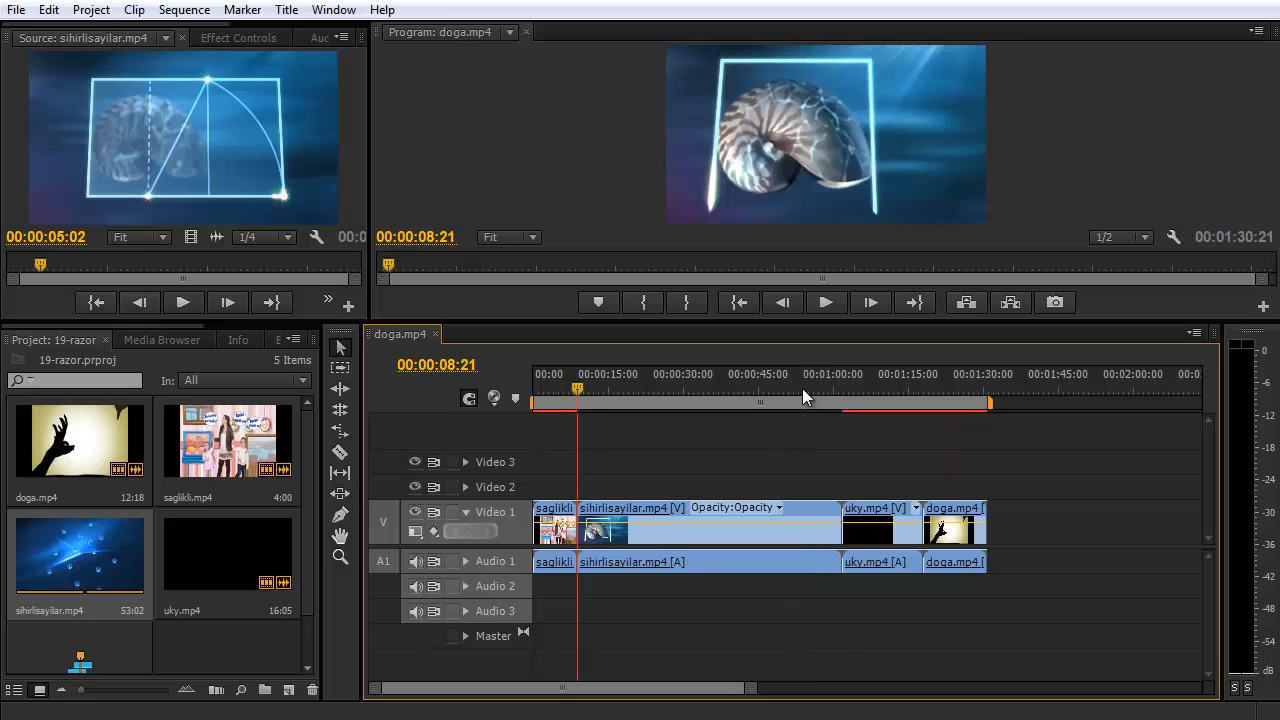 File Edit Project Clip Sequence Marker Title Window Help
Source: sihirlisayilar.mp4 Effect Controls Auc
Program: doga.mp4
00:00:05:02 Fit 1/4 00:0
00:00:08:21 Fit 1/2 00:01:30:21
Project: 19-razor Media Browser Info E
19-razor.prproj 5 Items
In: All
doga.mp4 12:18
saglikli.mp4 4:00
sihirlisayilar.mp4 53:02
uky.mp4 16:05
doga.mp4
00:00:08:21
00:00 00:00:15:00 00:00:30:00 00:00:45:00 00:01:00:00 00:01:15:00 00:01:30:00 00:01:45:00 00:02:00:00 00:0
Video 3
Video 2
V Video 1 saglikli sihirlisayilar.mp4 [V] Opacity:Opacity uky.mp4 [V] doga.mp4 [
A1 Audio 1 saglikli sihirlisayilar.mp4 [A] uky.mp4 [A] doga.mp4 [
Audio 2
Audio 3
Master
0
-6
-12
-18
-24
-30
-36
-42
-48
-54
dB
S S